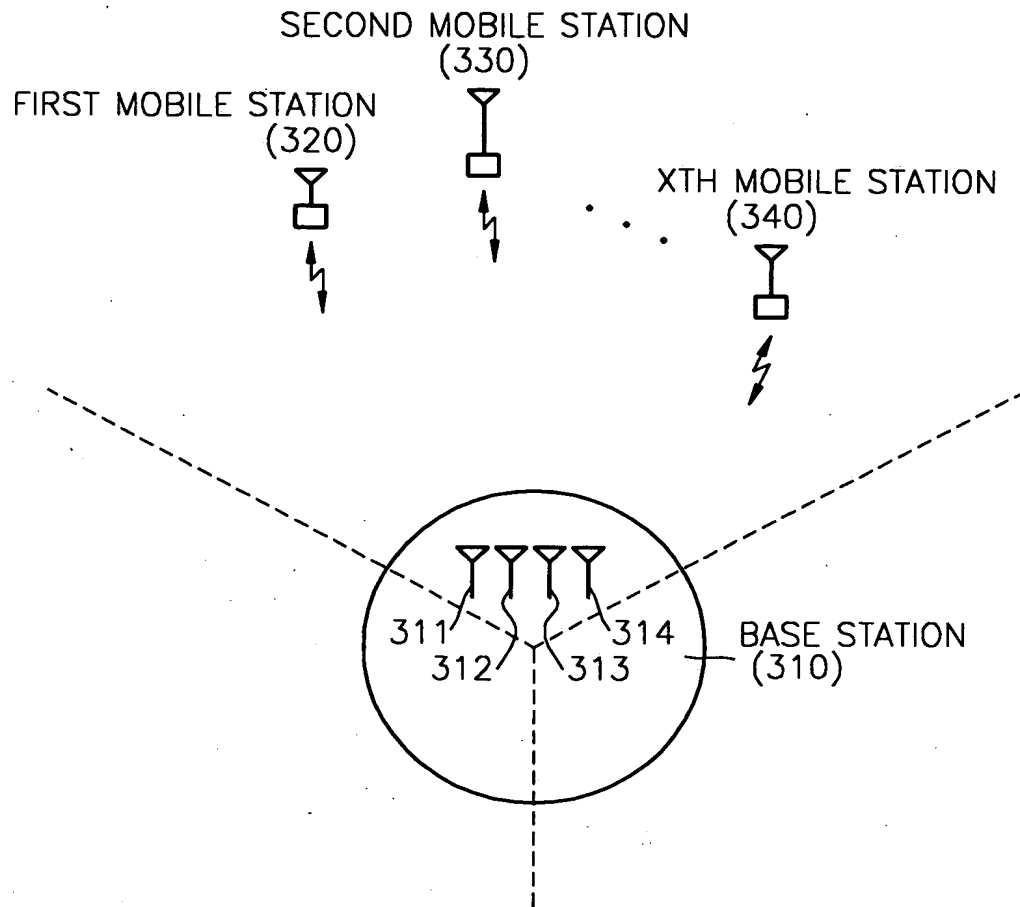 SECOND MOBILE STATION
(330)
FIRST MOBILE STATION
(320)
XTH MOBILE STATION
(340)
311
312
313
314
BASE STATION
(310)